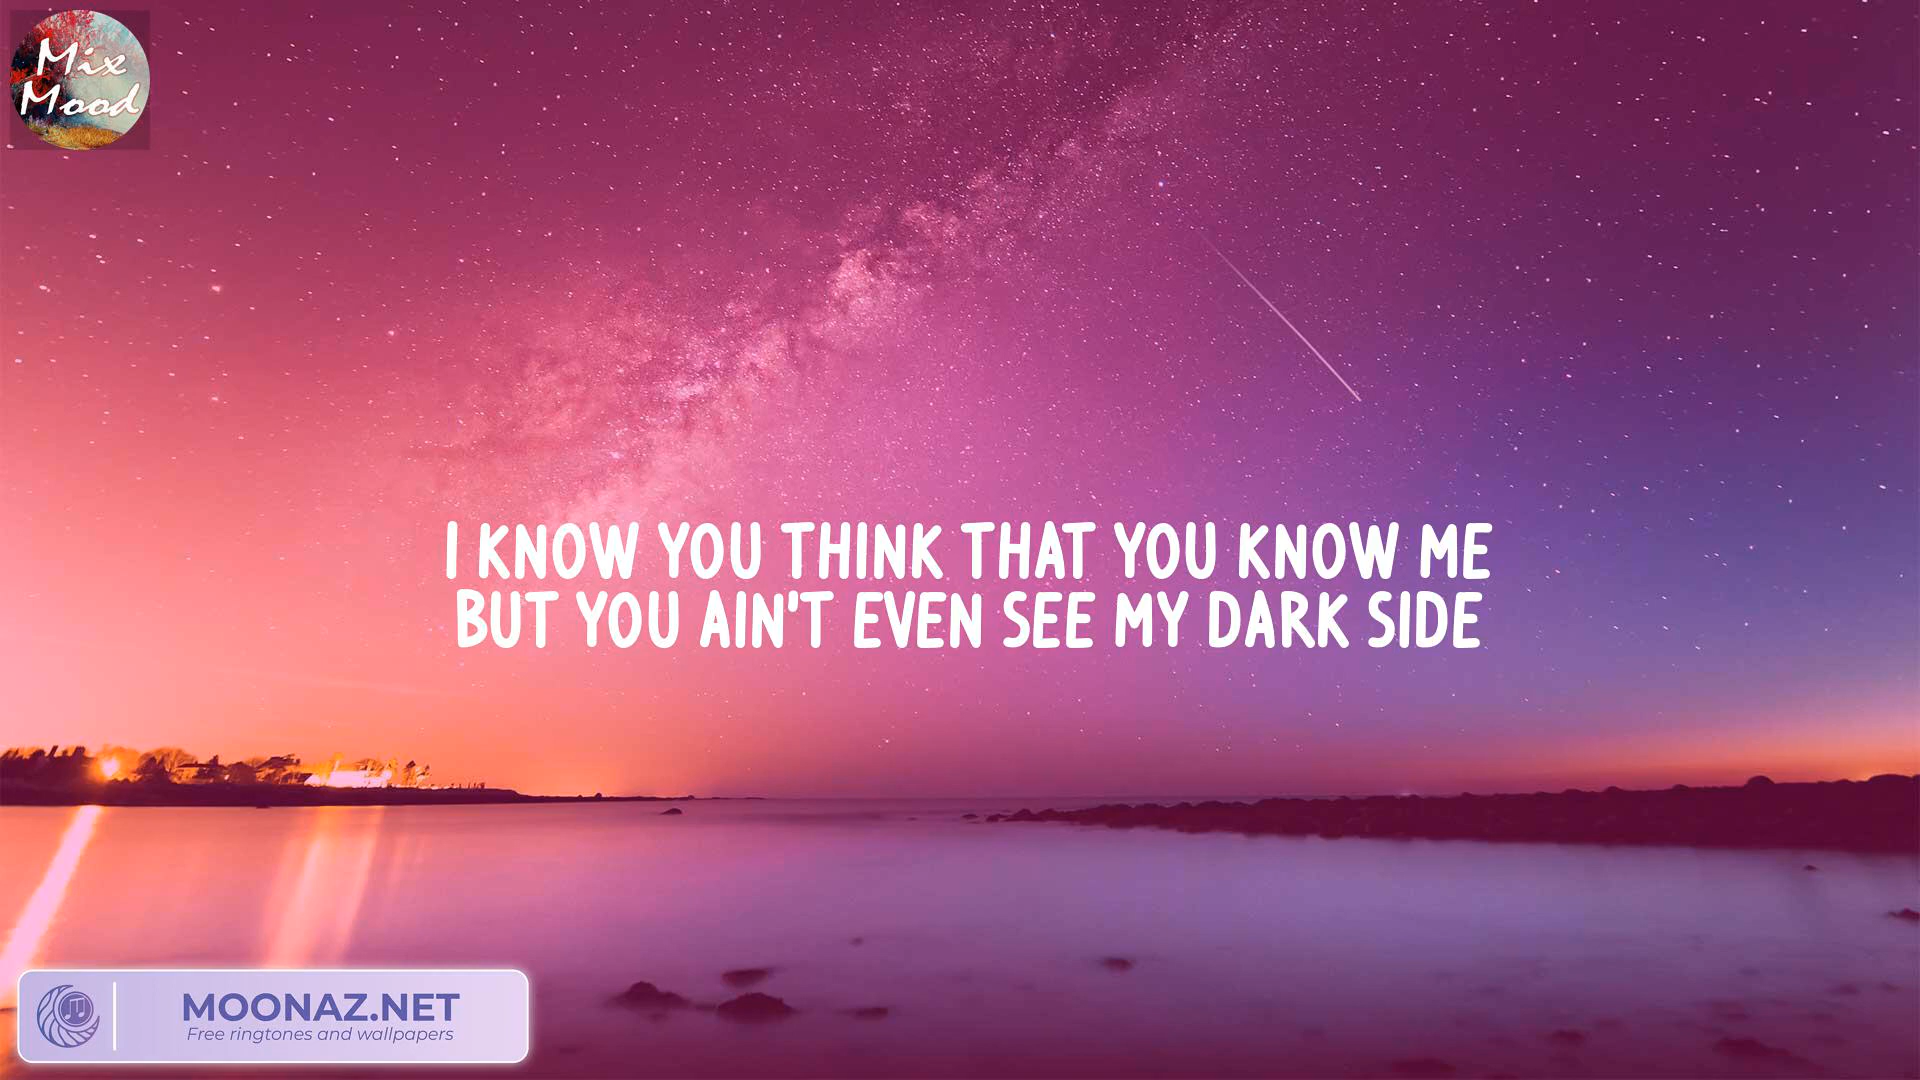 Mix
Mood
I KNOW YOU THINK THAT YOU KNOW ME
BUT YOU AIN'T EVEN SEE MY DARK SIDE
MOONAZ.NET
Free ringtones and wallpapers